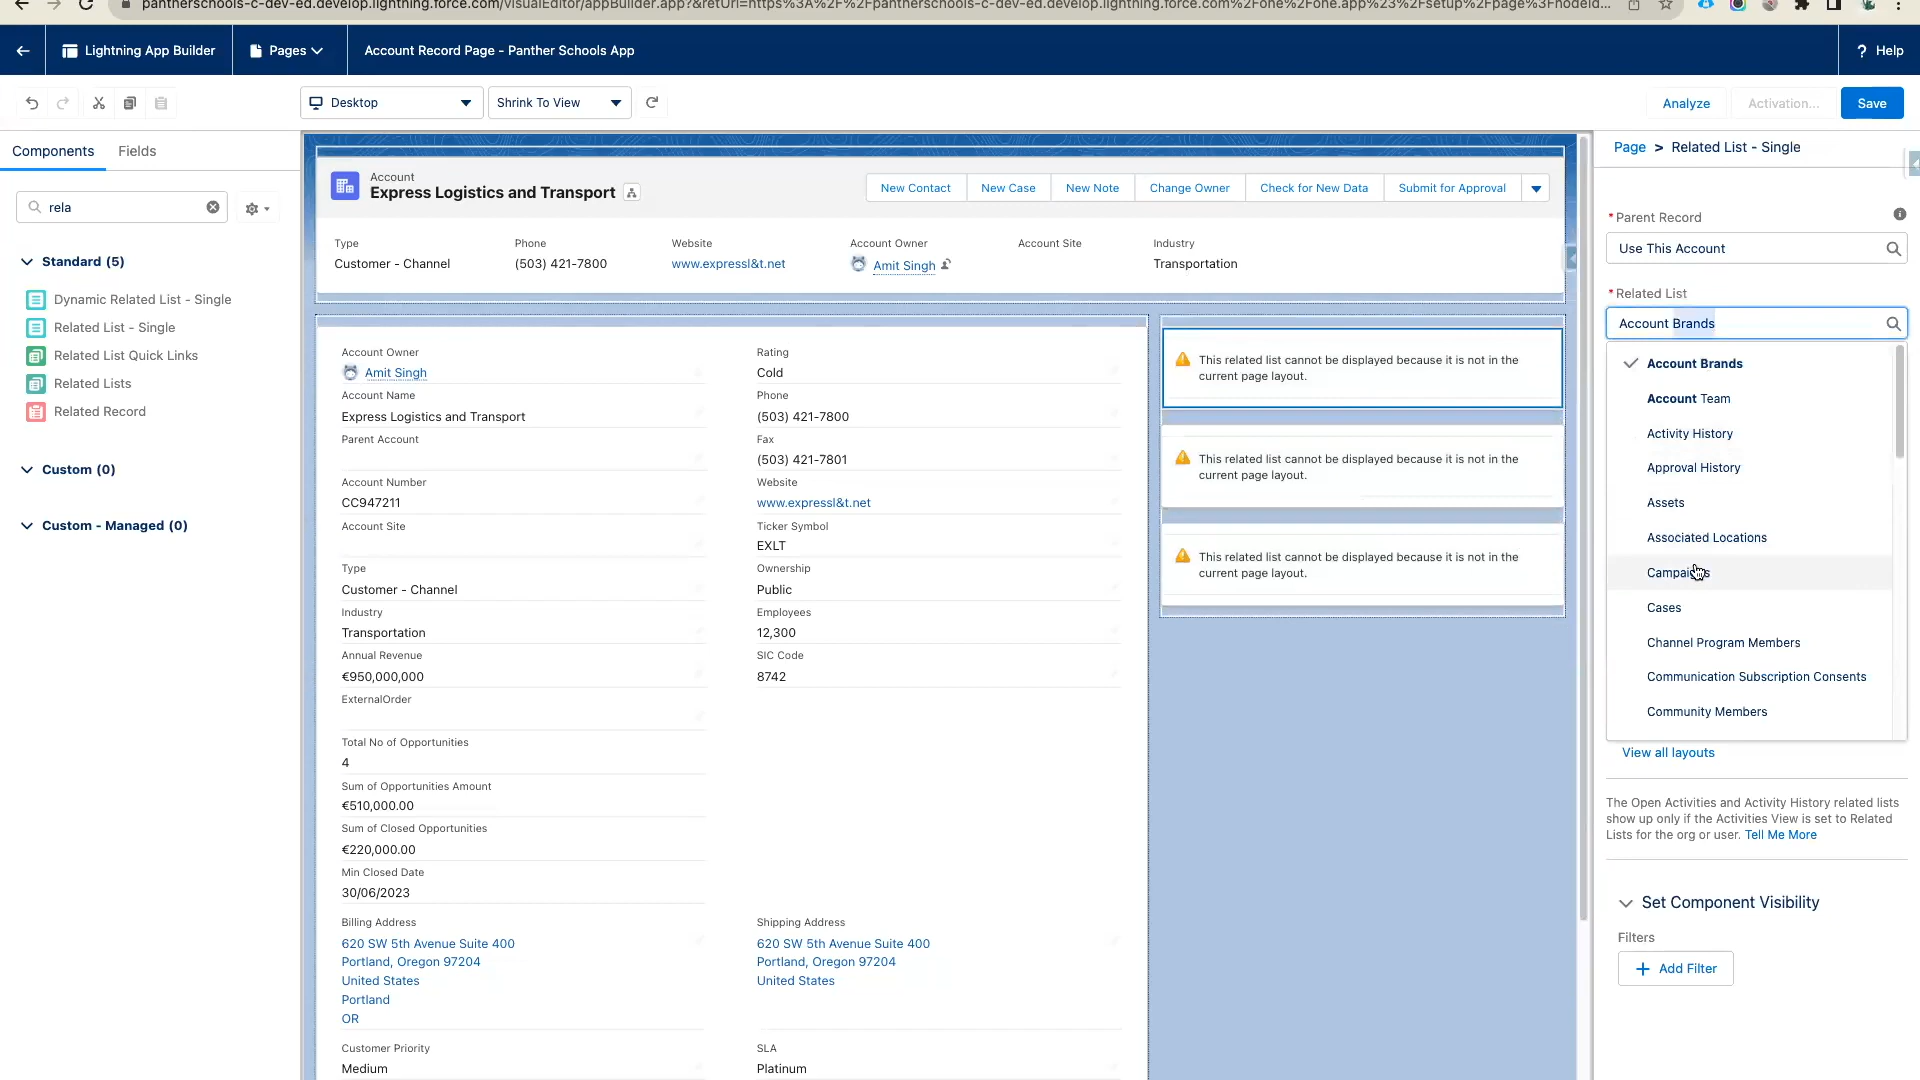 pantherschools-c-dev-ed.develop.lightning.force.com/visualEditor/appBuilder.app?&retUrl=https%3A%2F%2Fpantherschools-c-dev-ed.develop.lightning.force.com%2Fone%2Fone.app%23%2Fsetup%2Fpage%3Fnodeid...
Lightning App Builder
Pages
Account Record Page - Panther Schools App
? Help
Desktop
Shrink To View
Analyze
Activation...
Save
Components
Fields
rela
Standard (5)
Dynamic Related List - Single
Related List - Single
Related List Quick Links
Related Lists
Related Record
Custom (0)
Custom - Managed (0)
Account
Express Logistics and Transport
New Contact
New Case
New Note
Change Owner
Check for New Data
Submit for Approval
Type
Phone
Website
Account Owner
Account Site
Industry
Customer - Channel
(503) 421-7800
www.expressl&t.net
Amit Singh
Transportation
Account Owner
Amit Singh
Rating
Cold
Account Name
Express Logistics and Transport
Phone
(503) 421-7800
Parent Account
Fax
(503) 421-7801
Account Number
CC947211
Website
www.expressl&t.net
Account Site
Ticker Symbol
EXLT
Type
Customer - Channel
Ownership
Public
Industry
Transportation
Employees
12,300
Annual Revenue
€950,000,000
SIC Code
8742
ExternalOrder
Total No of Opportunities
4
Sum of Opportunities Amount
€510,000.00
Sum of Closed Opportunities
€220,000.00
Min Closed Date
30/06/2023
Billing Address
620 SW 5th Avenue Suite 400
Portland, Oregon 97204
United States
Portland
OR
Shipping Address
620 SW 5th Avenue Suite 400
Portland, Oregon 97204
United States
Customer Priority
Medium
SLA
Platinum
This related list cannot be displayed because it is not in the
current page layout.
This related list cannot be displayed because it is not in the
current page layout.
This related list cannot be displayed because it is not in the
current page layout.
Page > Related List - Single
*Parent Record
Use This Account
*Related List
Account Brands
Account Brands
Account Team
Activity History
Approval History
Assets
Associated Locations
Cases
Channel Program Members
Communication Subscription Consents
Community Members
View all layouts
The Open Activities and Activity History related lists
show up only if the Activities View is set to Related
Lists for the org or user. Tell Me More
Set Component Visibility
Filters
+ Add Filter